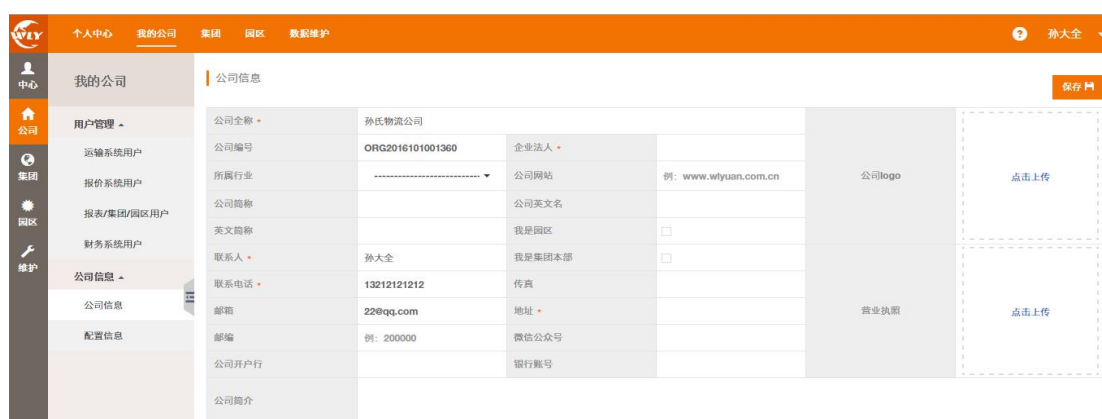 WLY 个人中心 我的公司 集团 园区 数据维护 ? 孙大全
中心
公司
集团
园区
维护
我的公司
用户管理
运输系统用户
报价系统用户
报表/集团/园区用户
财务系统用户
公司信息
公司信息
配置信息
公司信息
保存
公司全称 * 孙氏物流公司
公司编号 ORG2016101001360 企业法人 *
所属行业 --------------------------- 公司网站 例：www.wlyuan.com.cn 公司logo 点击上传
公司简称 公司英文名
英文简称 我是园区
联系人 * 孙大全 我是集团本部
联系电话 * 13212121212 传真
邮箱 22@qq.com 地址 * 营业执照 点击上传
邮编 例：200000 微信公众号
公司开户行 银行账号
公司简介